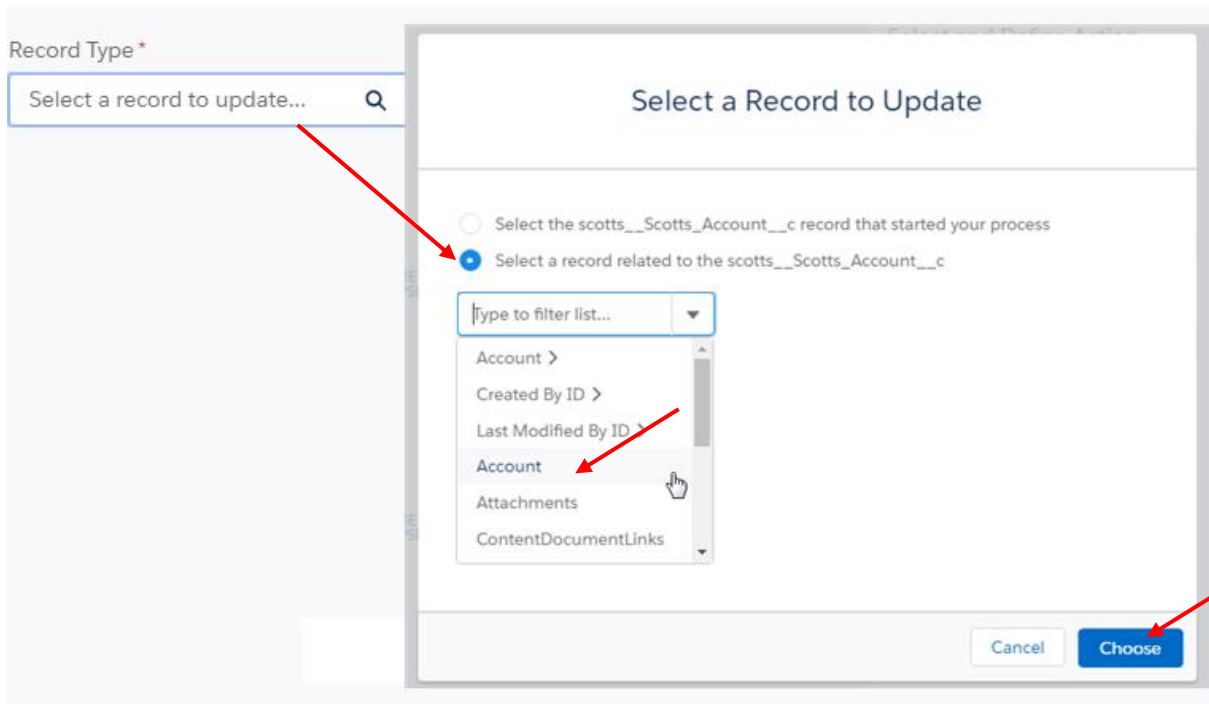 Record Type *
Select a record to update...
Select a Record to Update
Select the scotts__Scotts_Account__c record that started your process
Select a record related to the scotts__Scotts_Account__c
Type to filter list...
Account >
Created By ID >
Last Modified By ID >
Account
Attachments
ContentDocumentLinks
Cancel
Choose